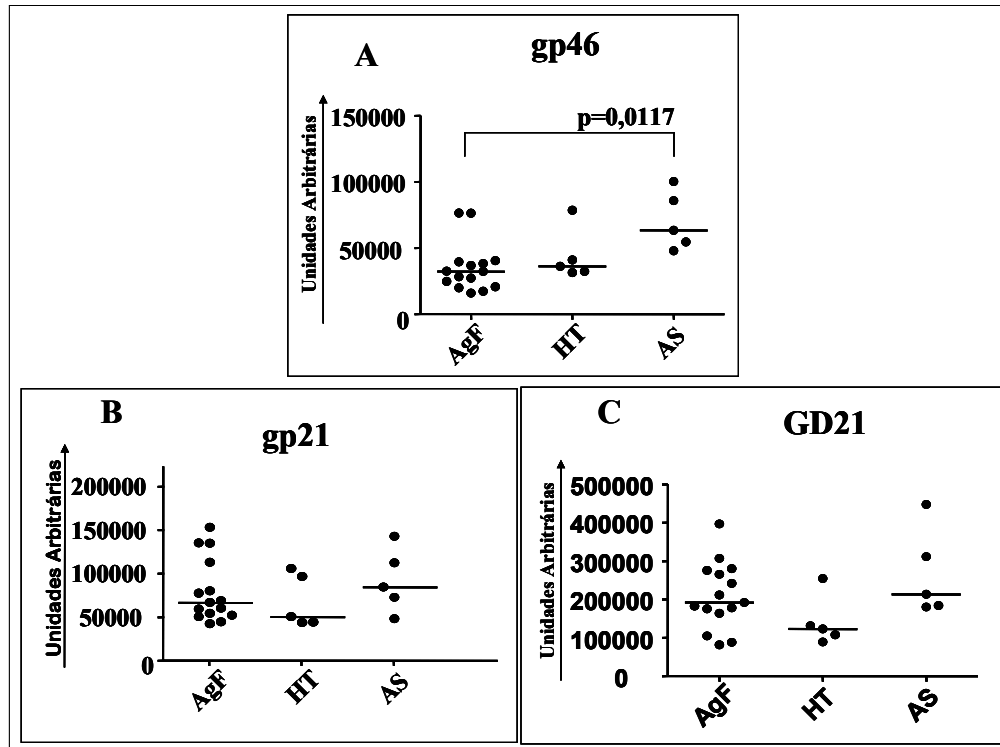 A
gp46
Unidades Arbitrárias
150000
p=0,0117
100000
50000
0
AgF
HT
AS
B
gp21
Unidades Arbitrárias
200000
150000
100000
50000
0
AgF
HT
AS
C
GD21
Unidades Arbitrárias
500000
400000
300000
200000
100000
0
AgF
HT
AS